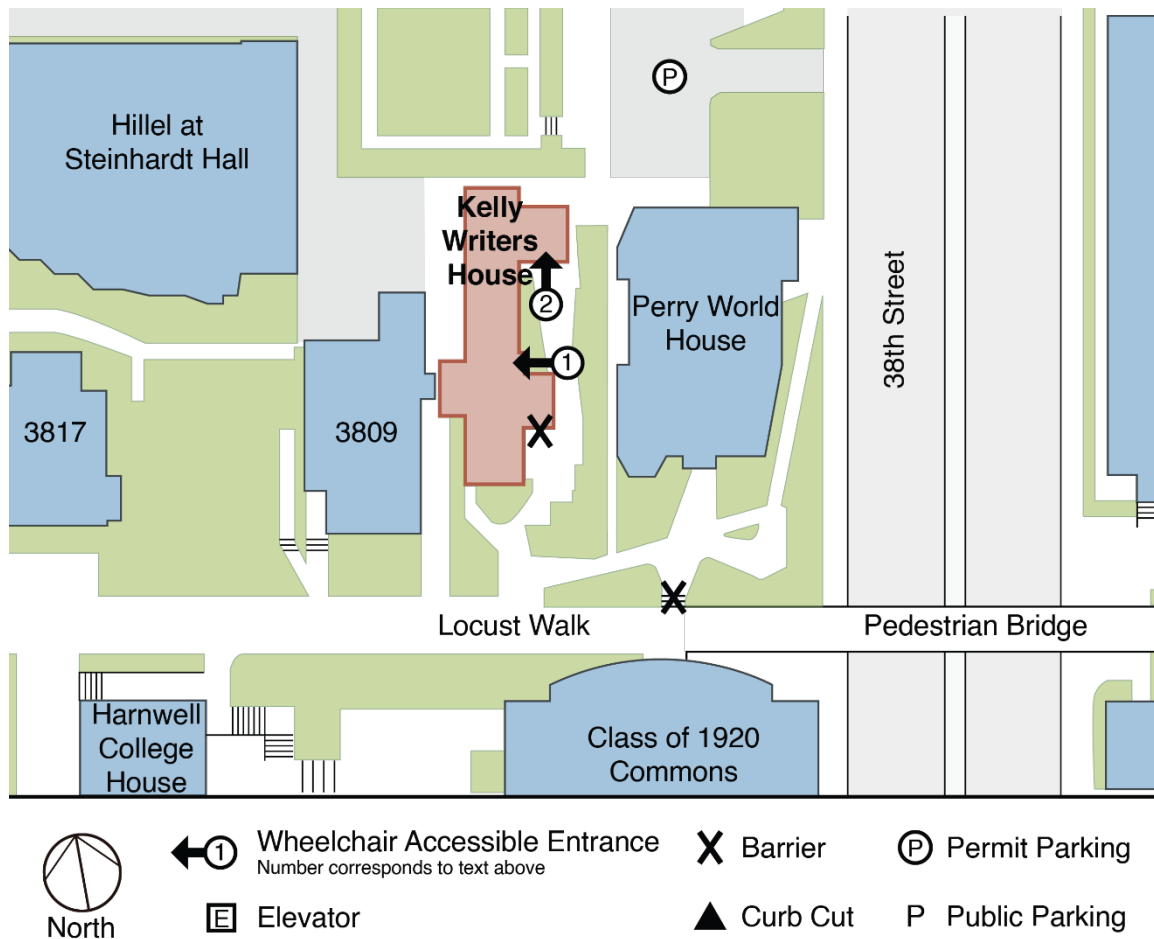 P
Hillel at
Steinhardt Hall
Kelly
Writers
House
2
Perry World
House
38th Street
1
3817
3809
Locust Walk
Pedestrian Bridge
Harnwell
College
House
Class of 1920
Commons
1 Wheelchair Accessible Entrance
Number corresponds to text above
Barrier
P Permit Parking
North
E Elevator
Curb Cut
P Public Parking